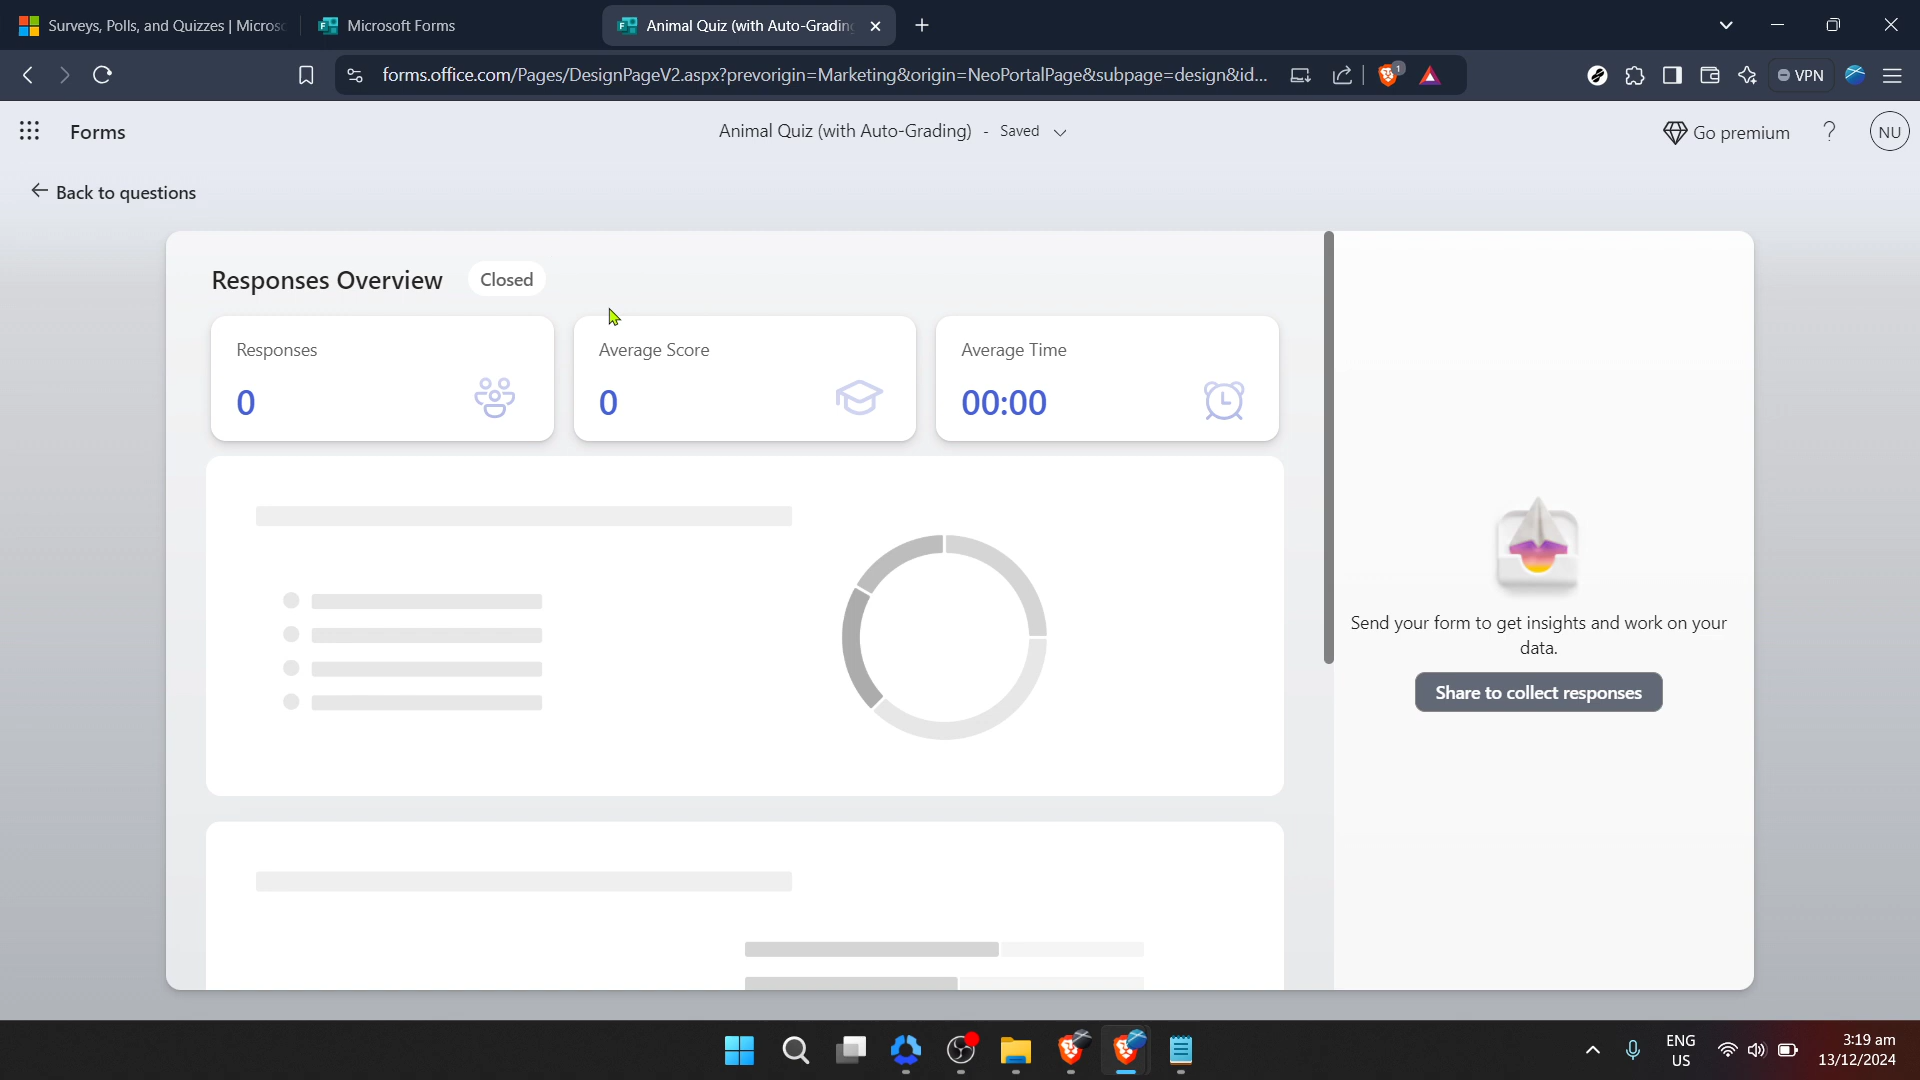 Surveys, Polls, and Quizzes | Micros
Microsoft Forms
Animal Quiz (with Auto-Grading
forms.office.com/Pages/DesignPageV2.aspx?prevorigin=Marketing&origin=NeoPortalPage&subpage=design&id...
1
VPN
Forms
Animal Quiz (with Auto-Grading) - Saved
Go premium
?
NU
Back to questions
Responses Overview
Closed
Responses
0
Average Score
0
Average Time
00:00
Send your form to get insights and work on your
data.
Share to collect responses
ENG
US
3:19 am
13/12/2024